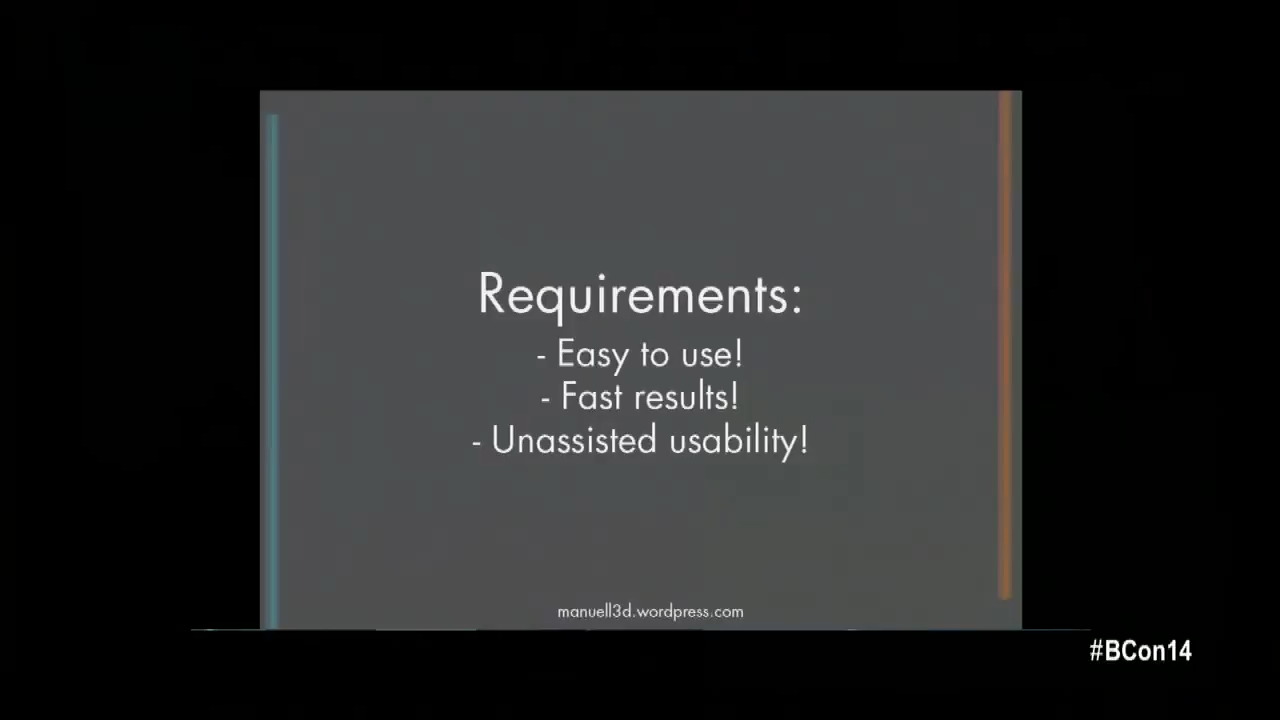 Requirements:
- Easy to use!
- Fast results!
- Unassisted usability!
manuell3d.wordpress.com
#BCon14